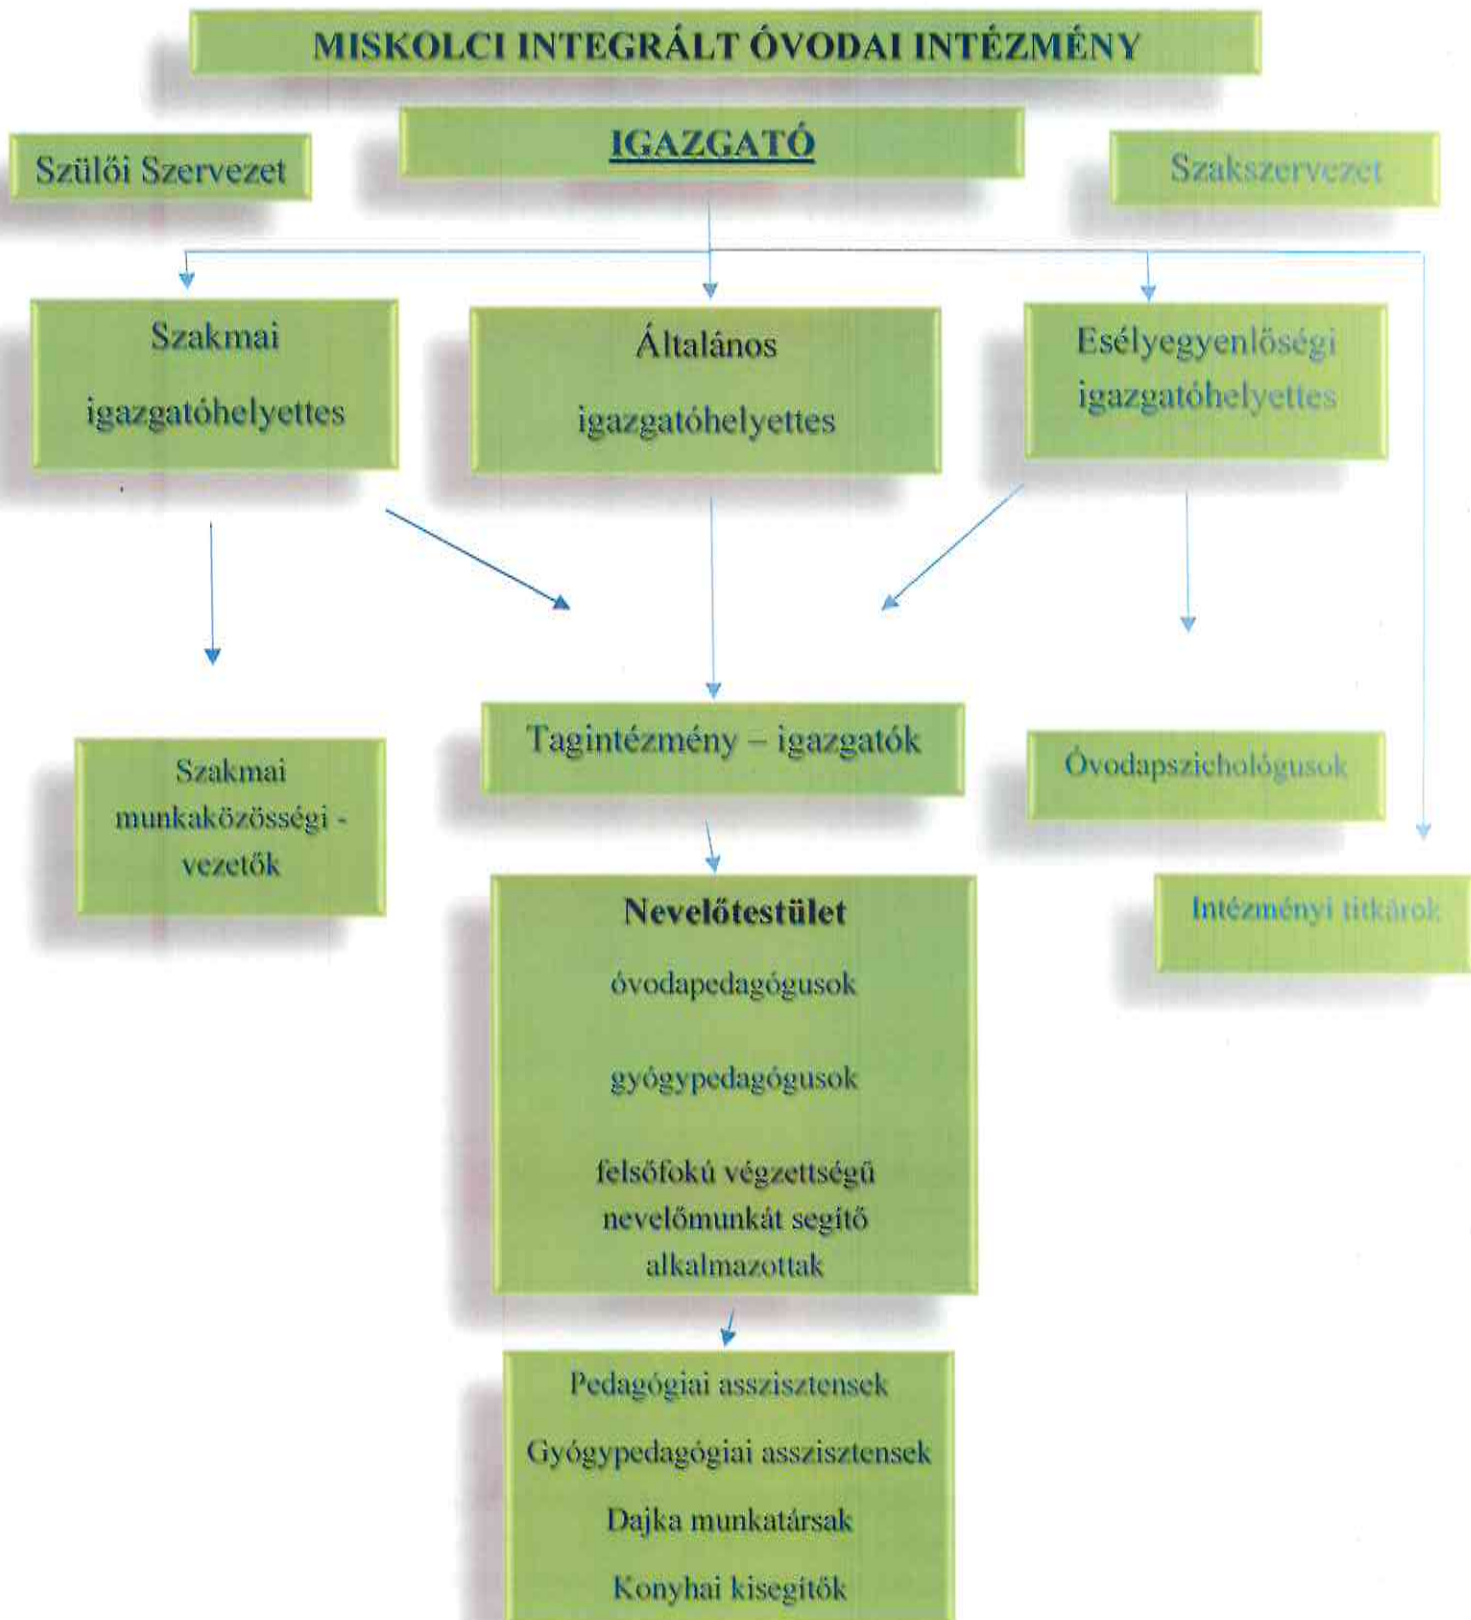 MISKOLCI INTEGRÁLT ÓVODAI INTÉZMÉNY
IGAZGATÓ
Szülői Szervezet
Szakszervezet
Szakmai
igazgatóhelyettes
Általános
igazgatóhelyettes
Esélyegyenlőségi
igazgatóhelyettes
Tagintézmény – igazgatók
Szakmai
munkaközösségi -
vezetők
Óvodapszichológusok
Intézményi titkárok
Nevelőtestület
óvodapedagógusok
gyógypedagógusok
felsőfokú végzettségű
nevelőmunkát segítő
alkalmazottak
Pedagógiai asszisztensek
Gyógypedagógiai asszisztensek
Dajka munkatársak
Konyhai kisegítők